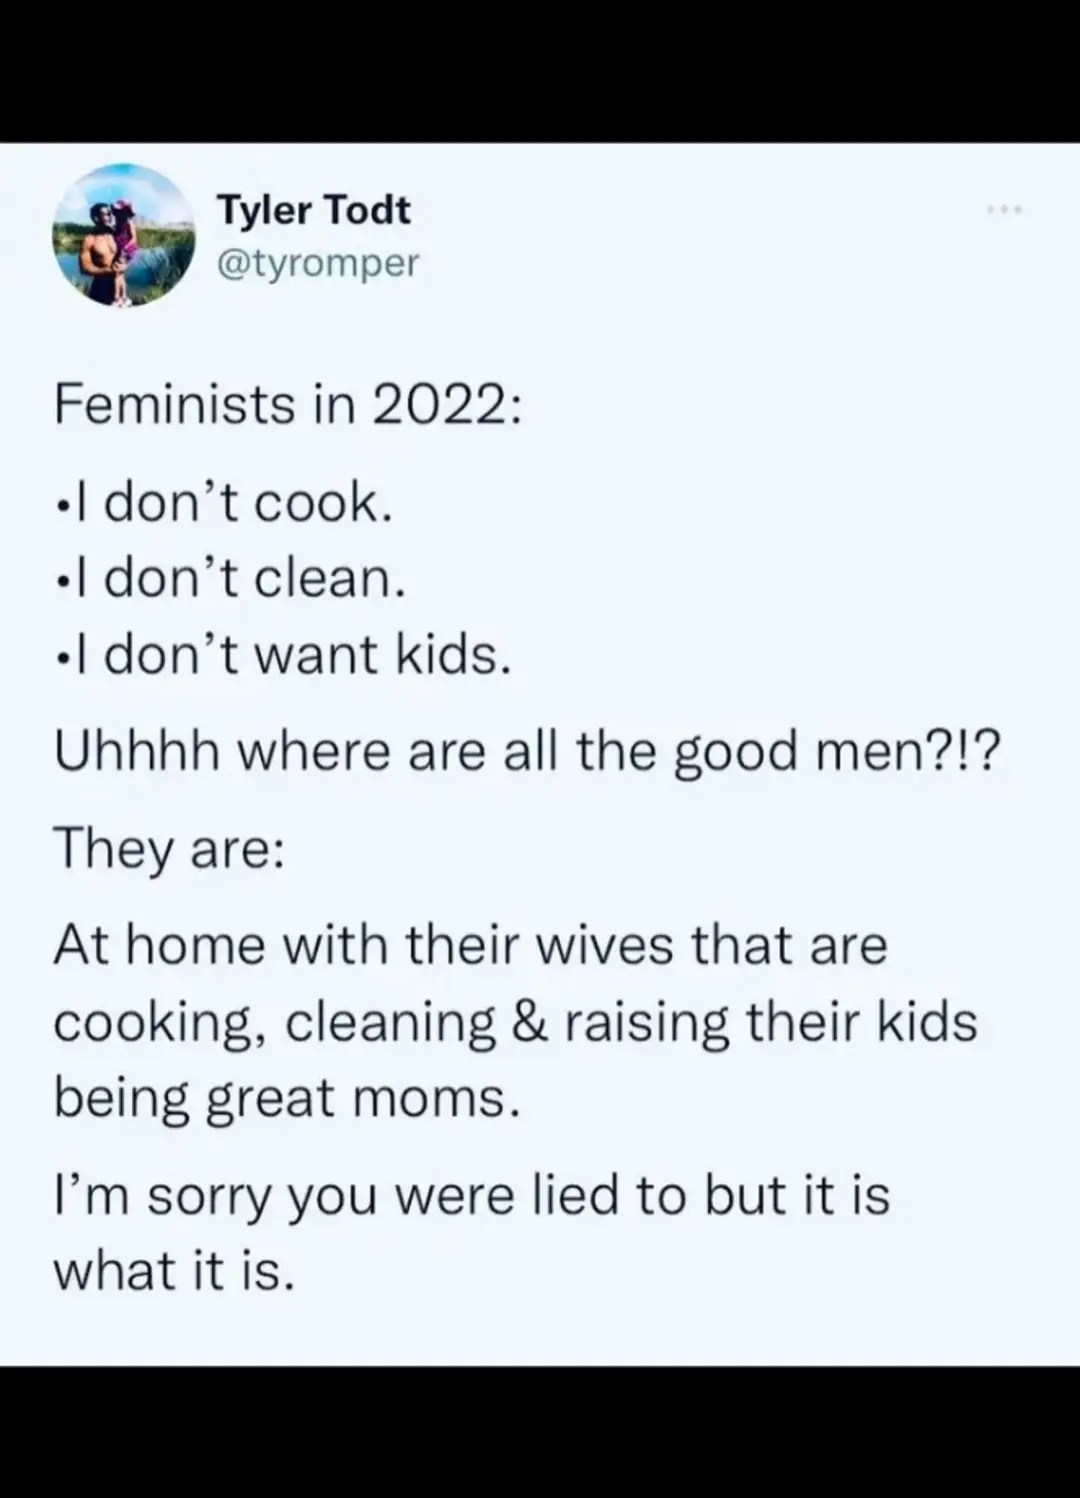 Tyler Todt
@tyromper
Feminists in 2022:
•I don’t cook.
•I don’t clean.
•I don’t want kids.
Uhhhh where are all the good men?!?
They are:
At home with their wives that are
cooking, cleaning & raising their kids
being great moms.
I’m sorry you were lied to but it is
what it is.